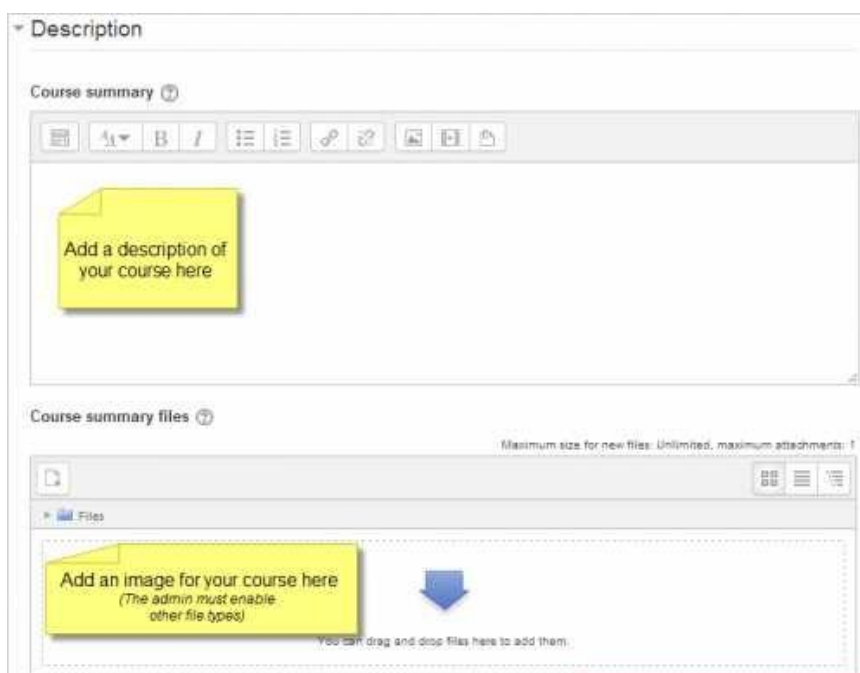 Description
Course summary
B I
Add a description of
your course here
Course summary files
Maximum size for new files: Unlimited, maximum attachments: 1
Files
Add an image for your course here
(The admin must enable
other file types)
You can drag and drop files here to add them.